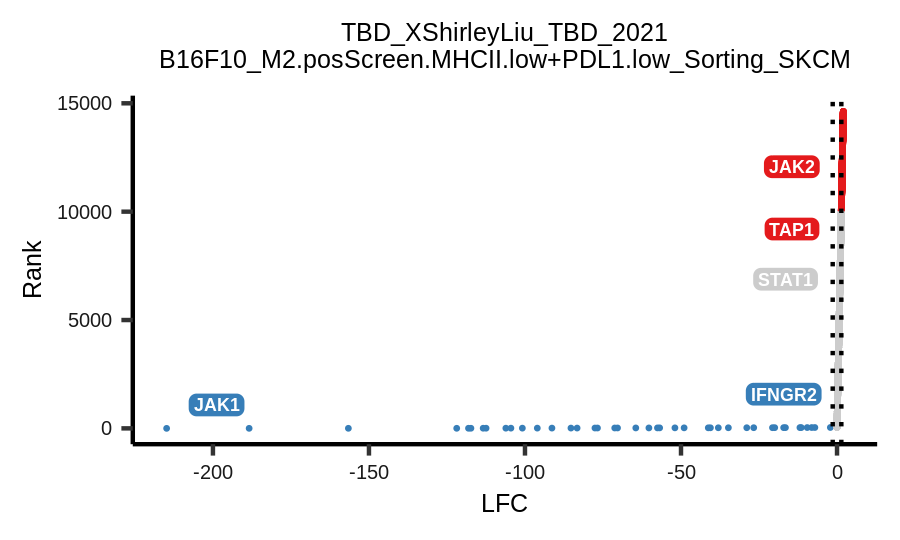 TBD_XShirleyLiu_TBD_2021
B16F10_M2.posScreen.MHCII.low+PDL1.low_Sorting_SKCM
15000
JAK2
10000
TAP1
Rank
STAT1
5000
IFNGR2
JAK1
0
-200
-150
-100
-50
0
LFC